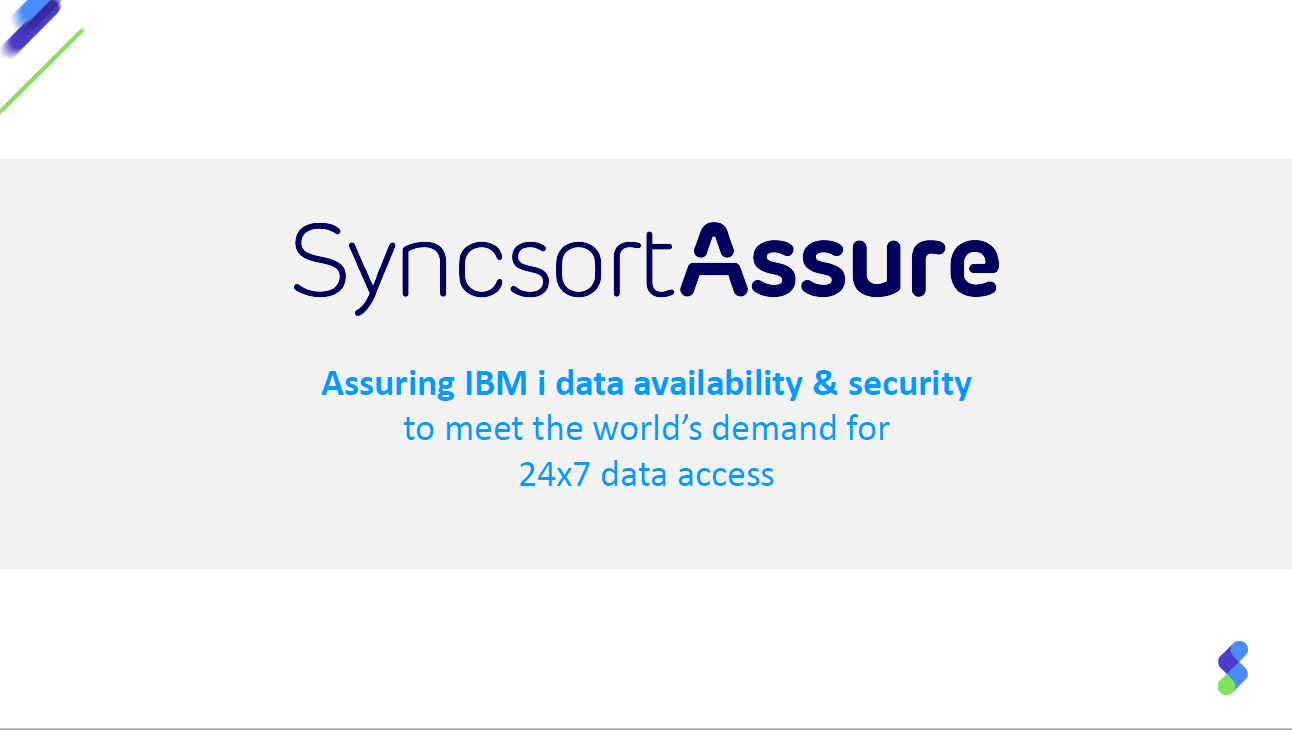 SyncsortAssure
Assuring IBM i data availability & security
to meet the world’s demand for
24x7 data access